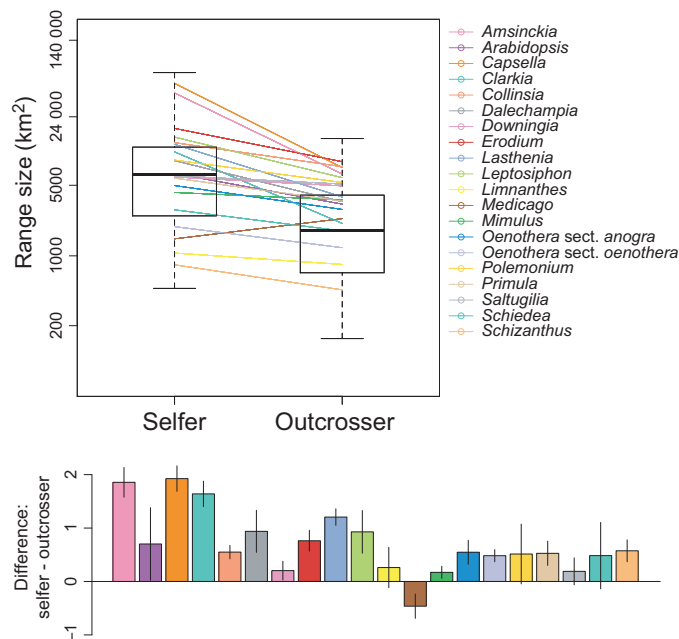 Range size (km²)
140 000
24 000
5000
1000
200
Selfer
Outcrosser
Amsinckia
Arabidopsis
Capsella
Clarkia
Collinsia
Dalechampia
Downingia
Erodium
Lasthenia
Leptosiphon
Limnanthes
Medicago
Mimulus
Oenothera sect. anogra
Oenothera sect. oenothera
Polemonium
Primula
Saltugilia
Schiedea
Schizanthus
Difference:
selfer - outcrosser
2
1
0
−1